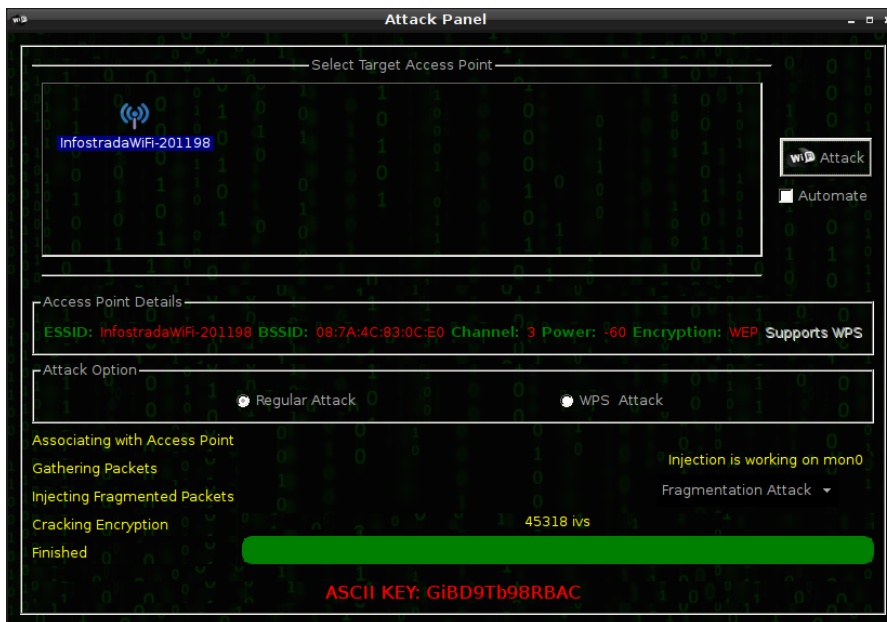 Attack Panel
Select Target Access Point
InfostradaWiFi-201198
WiFi Attack
Automate
Access Point Details
ESSID: InfostradaWiFi-201198 BSSID: 08:7A:4C:83:0C:E0 Channel: 3 Power: -60 Encryption: WEP Supports WPS
Attack Option
Regular Attack
WPS Attack
Associating with Access Point
Gathering Packets
Injection is working on mon0
Injecting Fragmented Packets
Fragmentation Attack
Cracking Encryption
45318 ivs
Finished
ASCII KEY: GiBD9Tb98RBAC